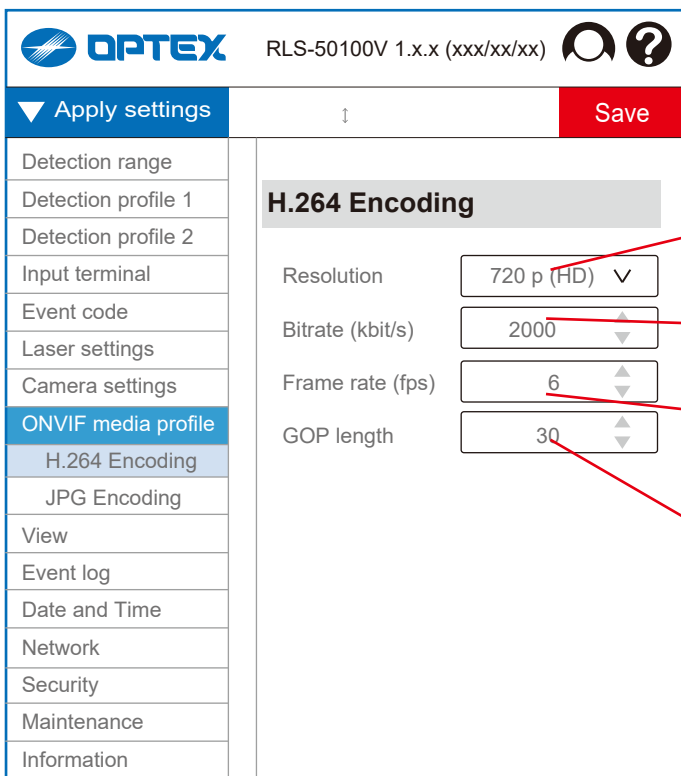 OPTEX RLS-50100V 1.x.x (xxx/xx/xx) ?
Apply settings ↕ Save
Detection range
Detection profile 1
Detection profile 2
Input terminal
Event code
Laser settings
Camera settings
ONVIF media profile
H.264 Encoding
JPG Encoding
View
Event log
Date and Time
Network
Security
Maintenance
Information
H.264 Encoding
Resolution 720 p (HD)
Bitrate (kbit/s) 2000
Frame rate (fps) 6
GOP length 30